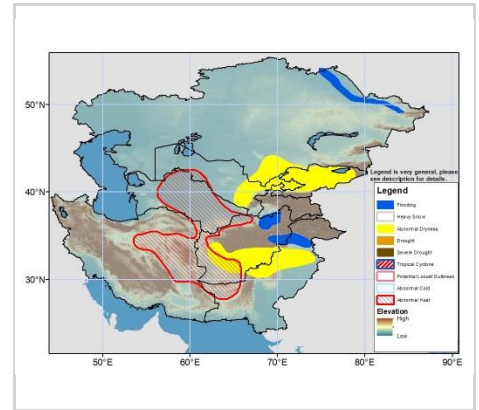 50°N
40°N
30°N
Legend is very general, please
see description for details.
Legend
Flooding
Heavy Snow
Abnormal Dryness
Drought
Severe Drought
Tropical Cyclone
Potential Locust Outbreak
Abnormal Cold
Abnormal Heat
Elevation
High
Low
50°E
60°E
70°E
80°E
90°E